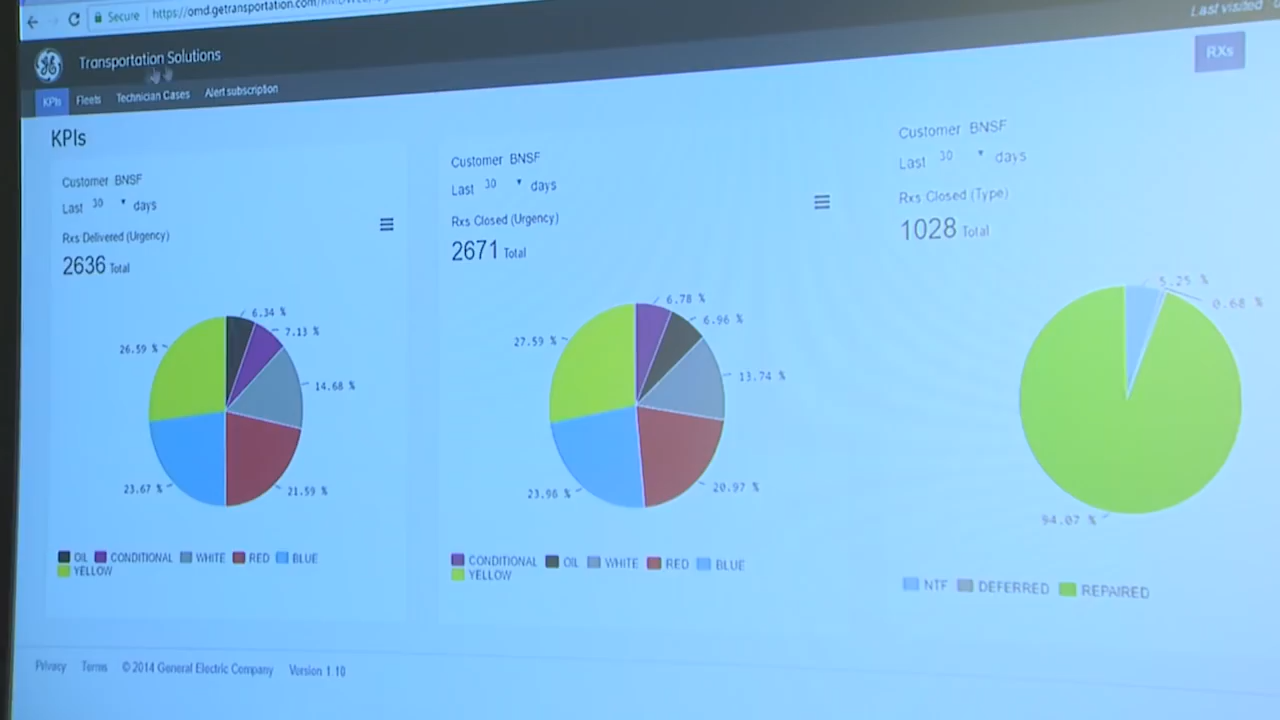 Secure https://omd.getransportation.com/
Last visited
Transportation Solutions
RXs
KPIs Fleets Technician Cases Alert subscription
KPIs
Customer BNSF
Last 30 days
Rxs Delivered (Urgency)
2636 Total
6.34 %
7.13 %
14.68 %
21.59 %
23.67 %
26.59 %
OIL CONDITIONAL WHITE RED BLUE
YELLOW
Customer BNSF
Last 30 days
Rxs Closed (Urgency)
2671 Total
6.78 %
6.96 %
13.74 %
20.97 %
23.96 %
27.59 %
CONDITIONAL OIL WHITE RED BLUE
YELLOW
Customer BNSF
Last 30 days
Rxs Closed (Type)
1028 Total
5.25 %
0.68 %
94.07 %
NTF DEFERRED REPAIRED
Privacy Terms © 2014 General Electric Company Version 1.10